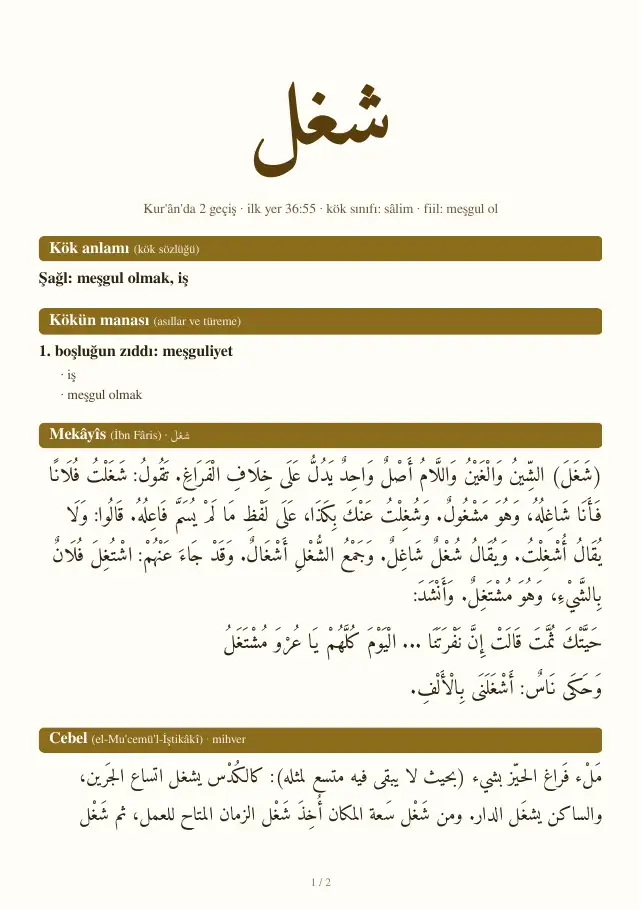 شغل
Kur'ân'da 2 geçiş · ilk yer 36:55 · kök sınıfı: sâlim · fiil: meşgul ol
Kök anlamı (kök sözlüğü)
Şağl: meşgul olmak, iş
Kökün manası (asıllar ve türeme)
1. boşluğun zıddı: meşguliyet
· iş
· meşgul olmak
Mekâyîs (İbn Fâris) · شغل
(شَغَلَ) الشِّينُ وَالْغَيْنُ وَاللَّامُ أَصْلٌ وَاحِدٌ يَدُلُّ عَلَى خِلَافِ الْفَرَاغِ. تَقُولُ: شَغَلْتُ فُلَانًا
فَأَنَا شَاغِلُهُ، وَهُوَ مَشْغُولٌ. وَشُغِلْتُ عَنْكَ بِكَذَا، عَلَى لَفْظِ مَا لَمْ يُسَمَّ فَاعِلُهُ. قَالُوا: وَلَا
يُقَالُ أُشْغِلْتُ. وَيُقَالُ شُغْلٌ شَاغِلٌ. وَجَمْعُ الشُّغْلِ أَشْغَالٌ. وَقَدْ جَاءَ عَنْهُمْ: اشْتُغِلَ فُلَانٌ
بِالشَّيْءِ، وَهُوَ مُشْتَغِلٌ. وَأَنْشَدَ:
حَيَّتْكَ ثُمَّتَ قَالَتْ إِنَّ نَفْرَتَنَا ... الْيَوْمَ كُلَّهُمْ يَا عُرْوَ مُشْتَغَلُ
وَحَكَى نَاسٌ: أَشْغَلَنَى بِالْأَلْفِ.
Cebel (el-Mu'cemü'l-İştikâkî) · mihver
مَلْء فَراغ الحيّز بشيء (بحيث لا يبقى فيه متسع لمثله): كالكُدْس يشغل اتساع الجَرين،
والساكن يشغَل الدار. ومن شَغْل سَعة المكان أُخِذَ شَغْل الزمان المتاح للعمل، ثم شَغْل
1 / 2